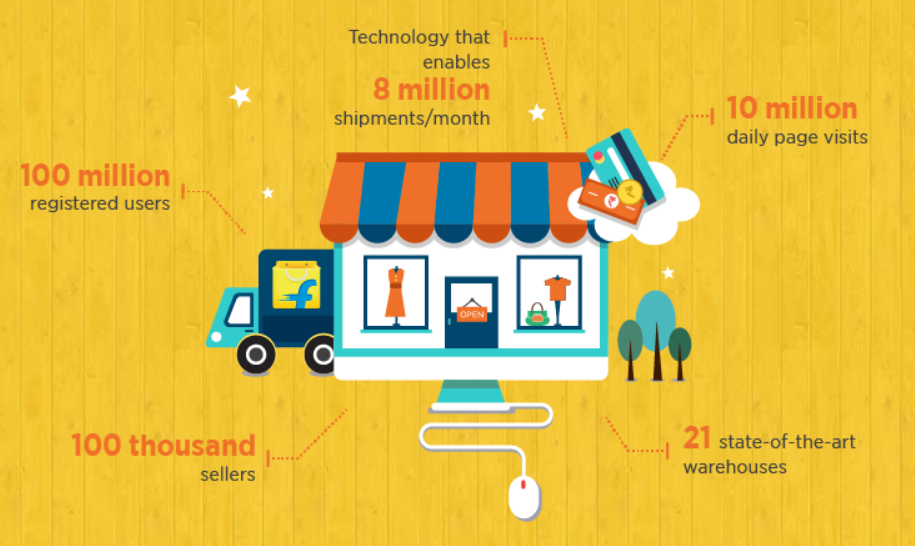 Technology that
enables
8 million
shipments/month
10 million
daily page visits
100 million
registered users
OPEN
100 thousand
sellers
21 state-of-the-art
warehouses